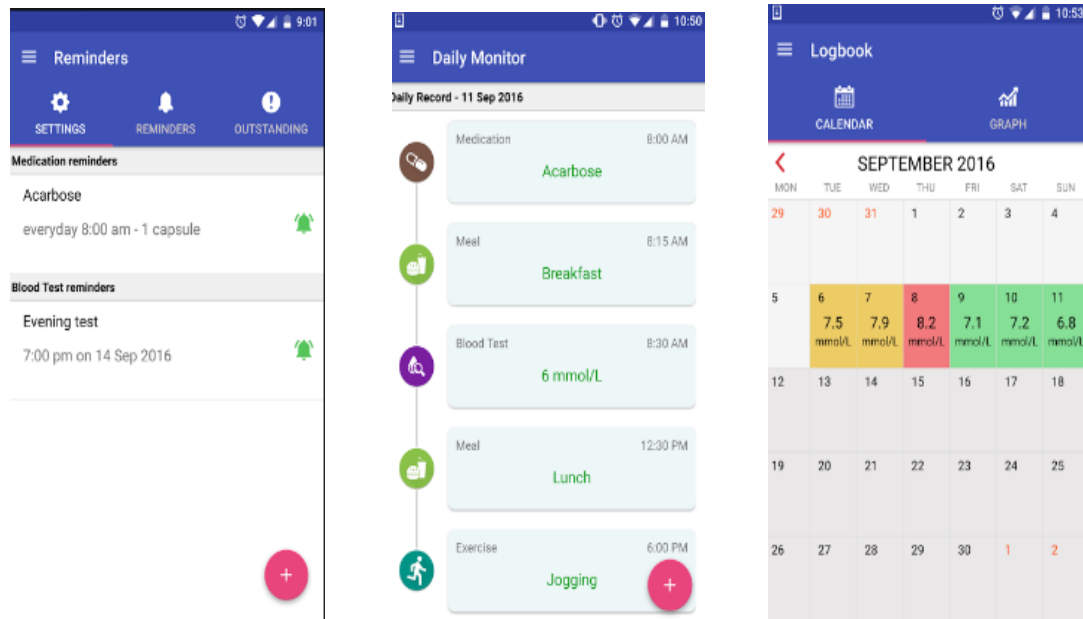 9:01
Reminders
SETTINGS REMINDERS OUTSTANDING
Medication reminders
Acarbose
everyday 8:00 am - 1 capsule
Blood Test reminders
Evening test
7:00 pm on 14 Sep 2016
+
10:50
Daily Monitor
Daily Record - 11 Sep 2016
Medication 8:00 AM
Acarbose
Meal 8:15 AM
Breakfast
Blood Test 8:30 AM
6 mmol/L
Meal 12:30 PM
Lunch
Exercise 6:00 PM
Jogging
+
10:53
Logbook
CALENDAR GRAPH
SEPTEMBER 2016
MON TUE WED THU FRI SAT SUN
29 30 31 1 2 3 4
5 6 7 8 9 10 11
7.5 7.9 8.2 7.1 7.2 6.8
mmol/L mmol/L mmol/L mmol/L mmol/L mmol/L
12 13 14 15 16 17 18
19 20 21 22 23 24 25
26 27 28 29 30 1 2